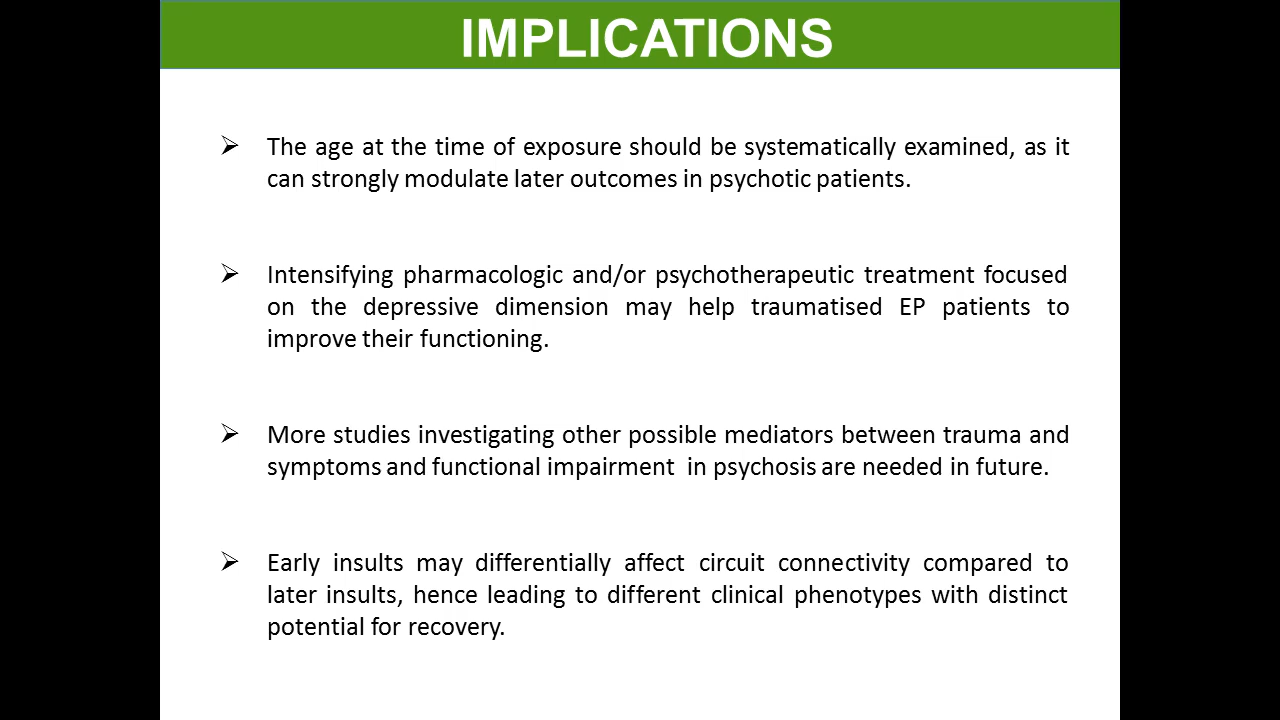 IMPLICATIONS
➢ The age at the time of exposure should be systematically examined, as it
can strongly modulate later outcomes in psychotic patients.
➢ Intensifying pharmacologic and/or psychotherapeutic treatment focused
on the depressive dimension may help traumatised EP patients to
improve their functioning.
➢ More studies investigating other possible mediators between trauma and
symptoms and functional impairment in psychosis are needed in future.
➢ Early insults may differentially affect circuit connectivity compared to
later insults, hence leading to different clinical phenotypes with distinct
potential for recovery.